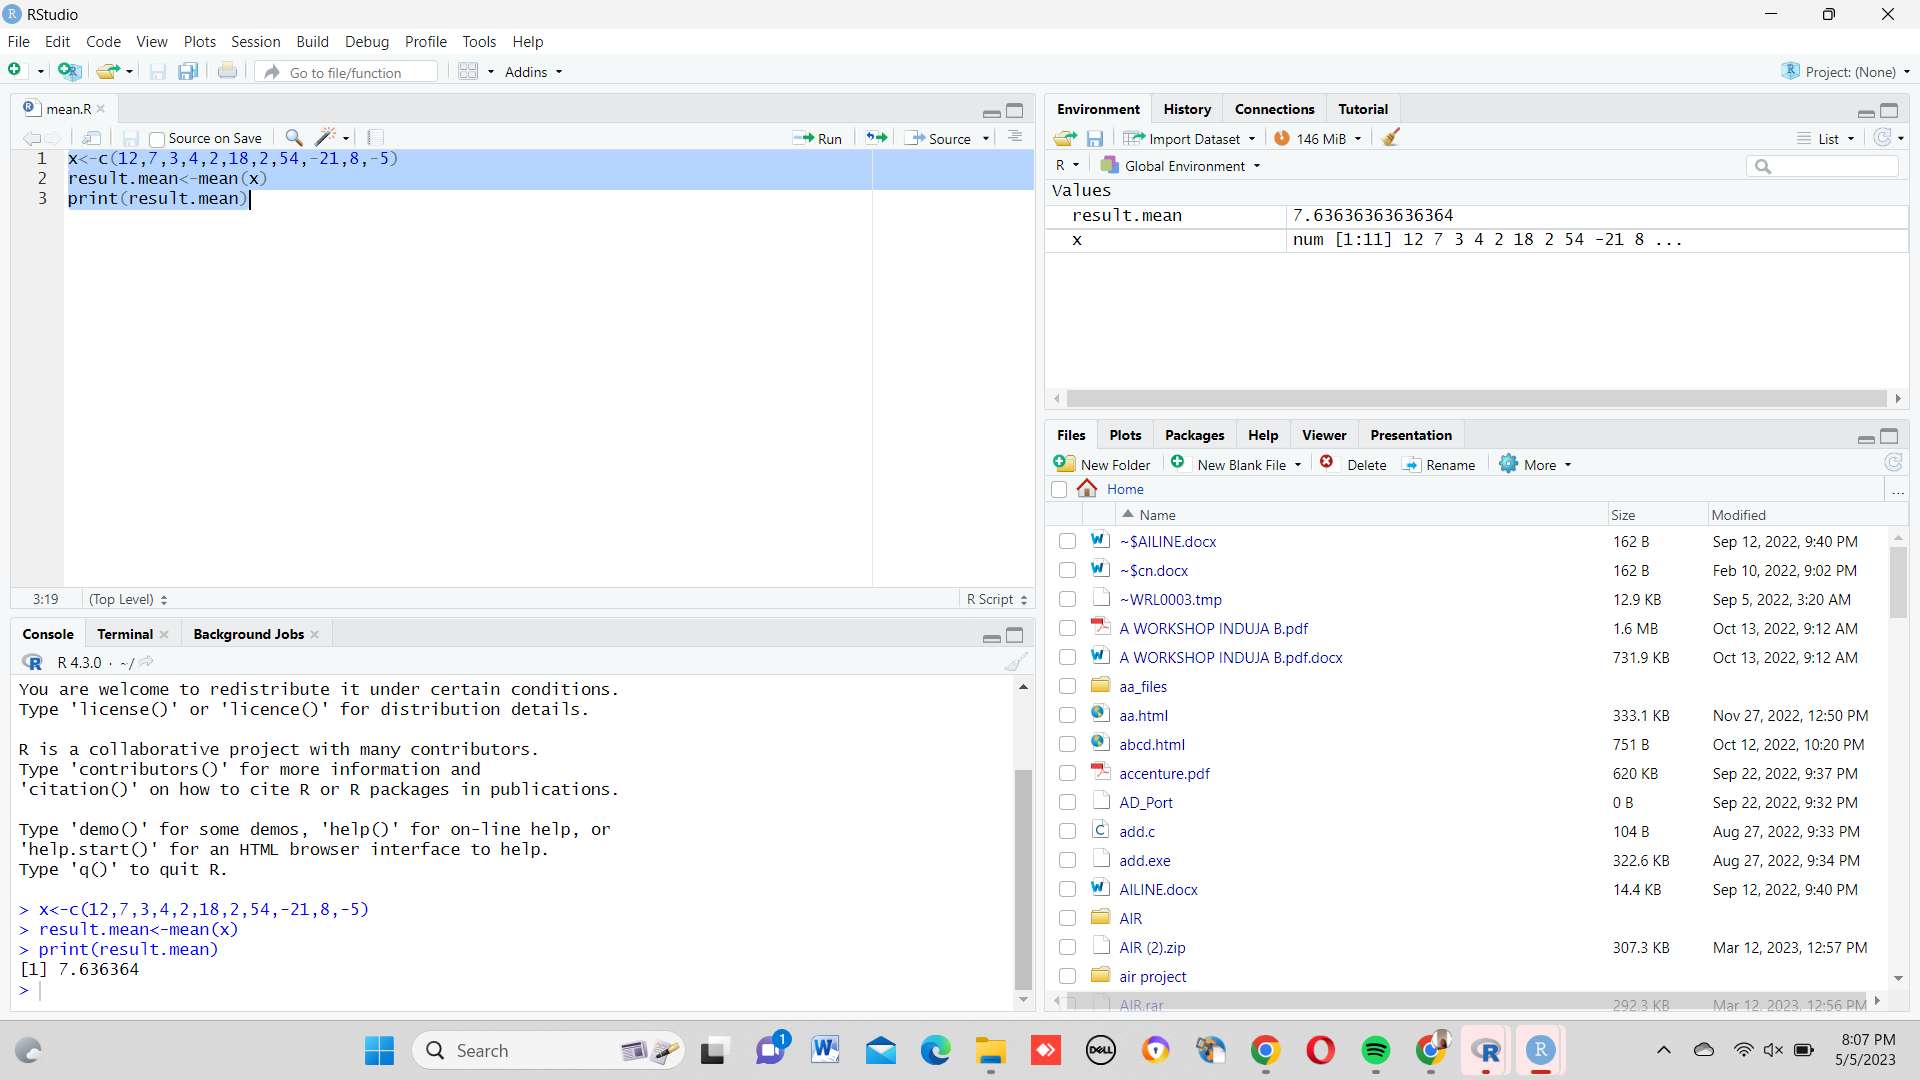 RStudio
File Edit Code View Plots Session Build Debug Profile Tools Help
Go to file/function Addins Project: (None)
mean.R
Source on Save Run Source
1 x<-c(12,7,3,4,2,18,2,54,-21,8,-5)
2 result.mean<-mean(x)
3 print(result.mean)
3:19 (Top Level) R Script
Console Terminal Background Jobs
R 4.3.0 · ~/
You are welcome to redistribute it under certain conditions.
Type 'license()' or 'licence()' for distribution details.
R is a collaborative project with many contributors.
Type 'contributors()' for more information and
'citation()' on how to cite R or R packages in publications.
Type 'demo()' for some demos, 'help()' for on-line help, or
'help.start()' for an HTML browser interface to help.
Type 'q()' to quit R.
> x<-c(12,7,3,4,2,18,2,54,-21,8,-5)
> result.mean<-mean(x)
> print(result.mean)
[1] 7.636364
>
Environment History Connections Tutorial
Import Dataset 146 MiB List
R Global Environment
Values
result.mean 7.63636363636364
x num [1:11] 12 7 3 4 2 18 2 54 -21 8 ...
Files Plots Packages Help Viewer Presentation
New Folder New Blank File Delete Rename More
Home ...
Name Size Modified
~$AILINE.docx 162 B Sep 12, 2022, 9:40 PM
~$cn.docx 162 B Feb 10, 2022, 9:02 PM
~WRL0003.tmp 12.9 KB Sep 5, 2022, 3:20 AM
A WORKSHOP INDUJA B.pdf 1.6 MB Oct 13, 2022, 9:12 AM
A WORKSHOP INDUJA B.pdf.docx 731.9 KB Oct 13, 2022, 9:12 AM
aa_files
aa.html 333.1 KB Nov 27, 2022, 12:50 PM
abcd.html 751 B Oct 12, 2022, 10:20 PM
accenture.pdf 620 KB Sep 22, 2022, 9:37 PM
AD_Port 0 B Sep 22, 2022, 9:32 PM
add.c 104 B Aug 27, 2022, 9:33 PM
add.exe 322.6 KB Aug 27, 2022, 9:34 PM
AILINE.docx 14.4 KB Sep 12, 2022, 9:40 PM
AIR
AIR (2).zip 307.3 KB Mar 12, 2023, 12:57 PM
air project
AIR.rar 292.3 KB Mar 12, 2023, 12:56 PM
Search 1 DELL R R 8:07 PM
5/5/2023